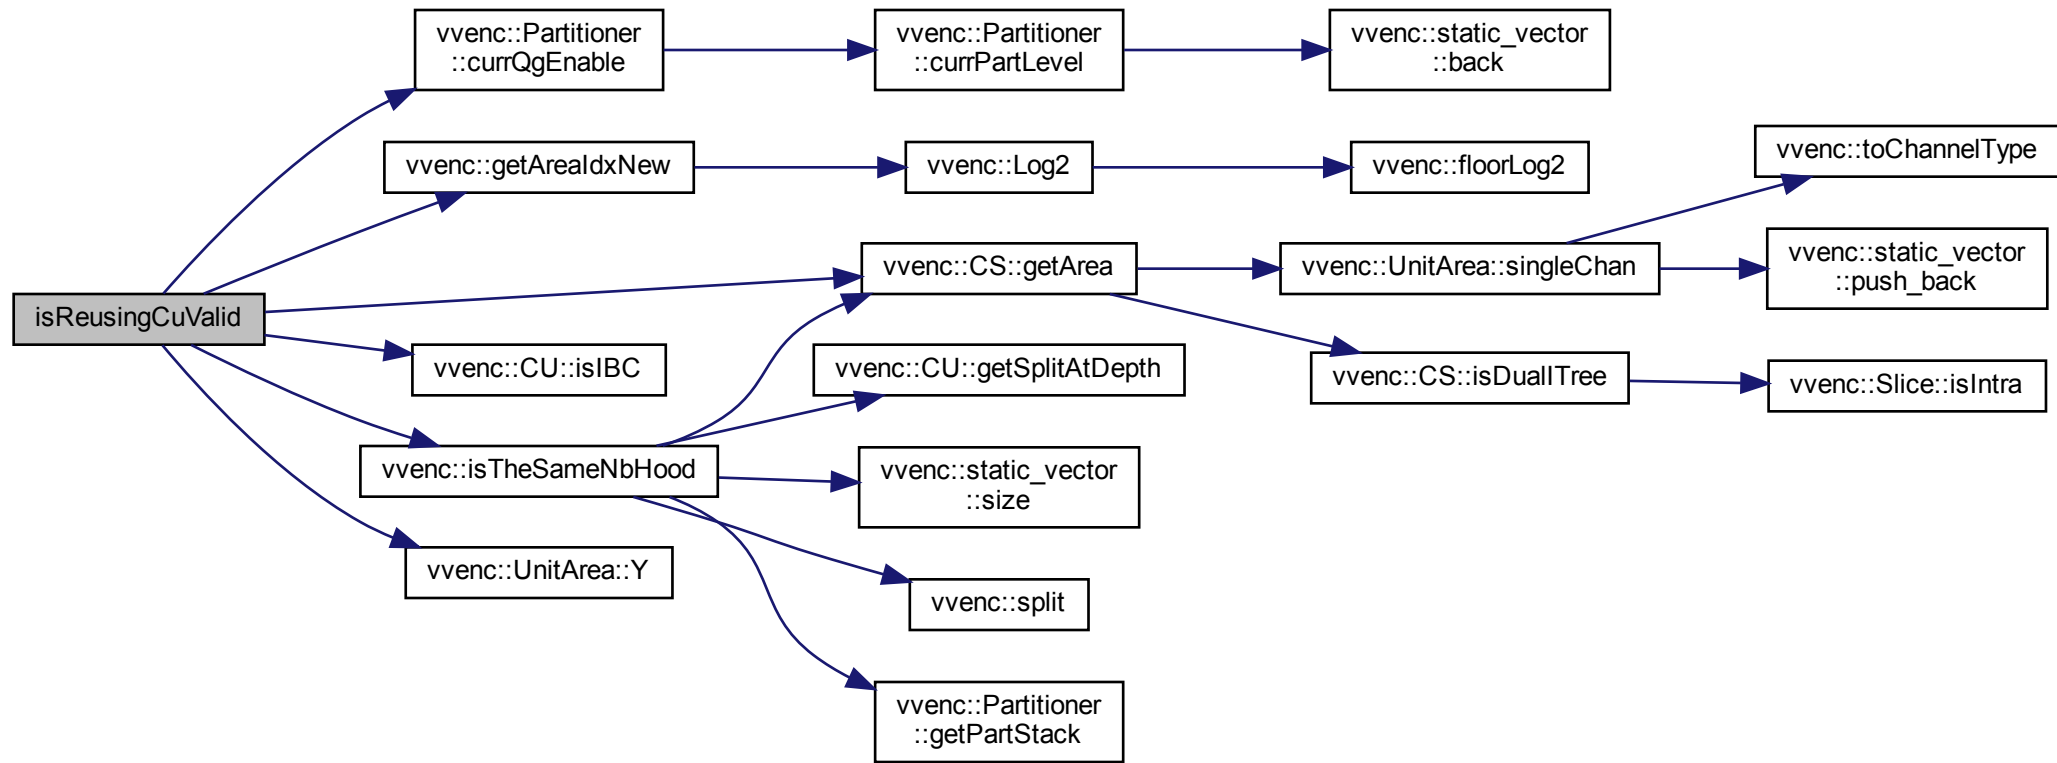 vvenc::Partitioner
::currQgEnable
vvenc::Partitioner
::currPartLevel
vvenc::static_vector
::back
vvenc::getAreaIdxNew
vvenc::Log2
vvenc::floorLog2
vvenc::toChannelType
vvenc::CS::getArea
vvenc::UnitArea::singleChan
vvenc::static_vector
::push_back
isReusingCuValid
vvenc::CU::isIBC
vvenc::CU::getSplitAtDepth
vvenc::CS::isDualITree
vvenc::Slice::isIntra
vvenc::isTheSameNbHood
vvenc::static_vector
::size
vvenc::UnitArea::Y
vvenc::split
vvenc::Partitioner
::getPartStack